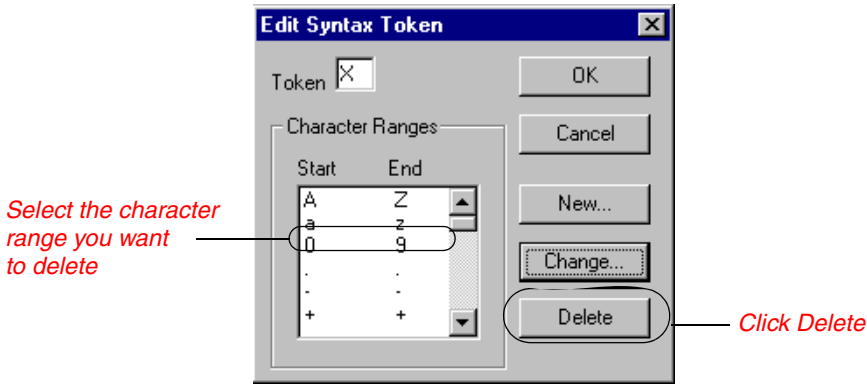 Edit Syntax Token
Token X
OK
Character Ranges
Cancel
Start End
A Z
New...
a z
0 9
Change...
. .
- -
+ +
Delete
Select the character
range you want
to delete
Click Delete